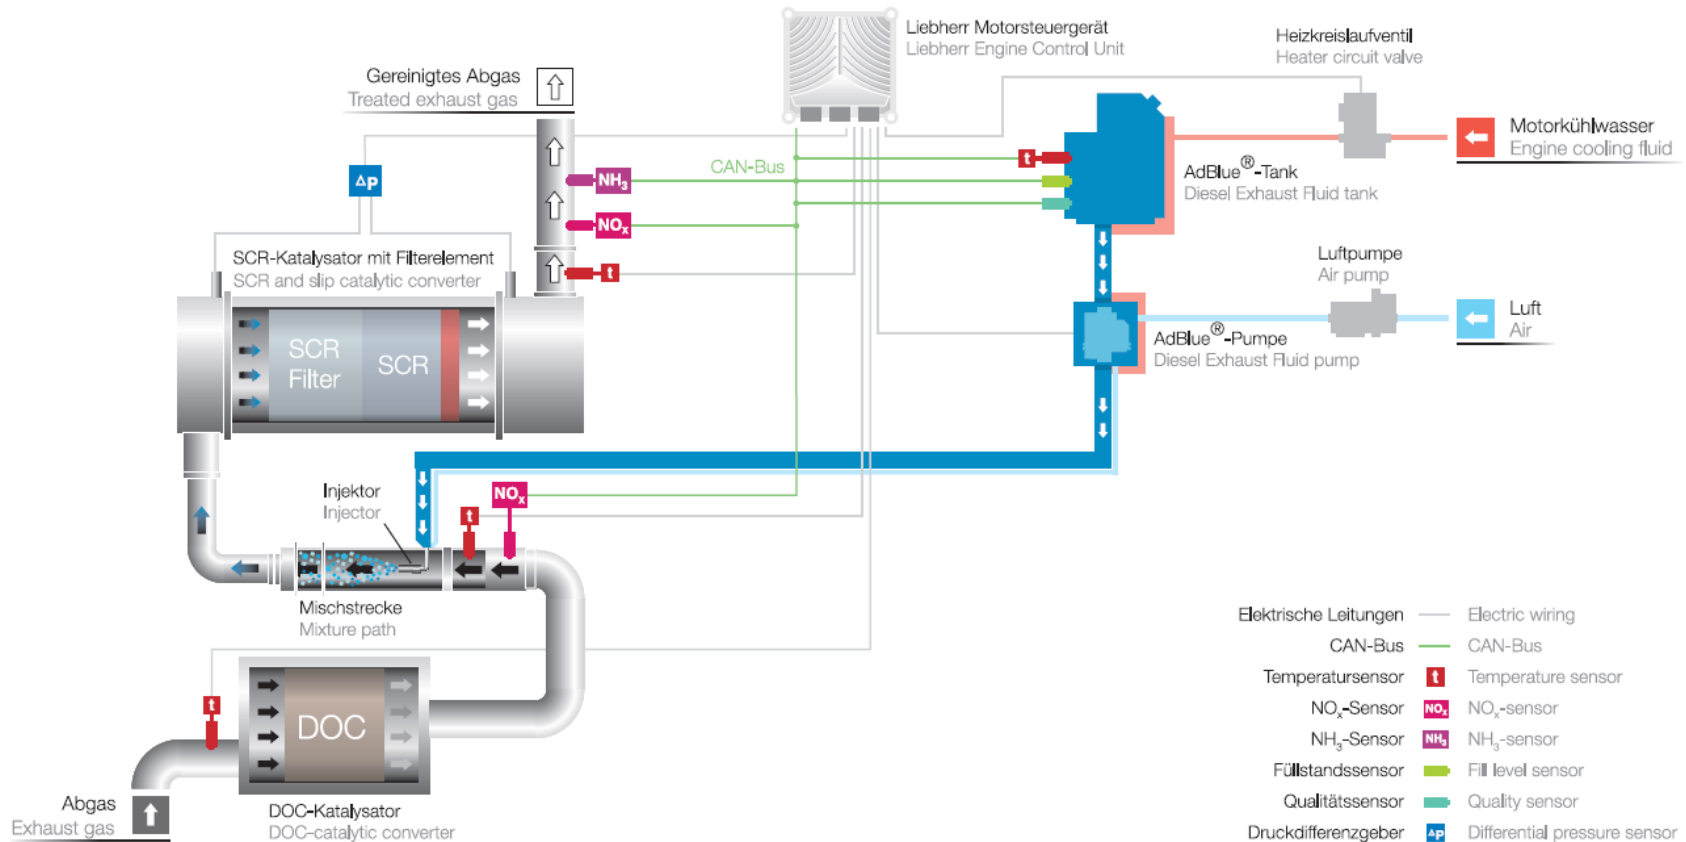 Liebherr Motorsteuergerät
Liebherr Engine Control Unit
Heizkreislaufventil
Heater circuit valve
Gereinigtes Abgas
Treated exhaust gas
Motorkühlwasser
Engine cooling fluid
CAN-Bus
t
AdBlue®-Tank
Diesel Exhaust Fluid tank
Δp
NH₃
NOₓ
t
SCR-Katalysator mit Filterelement
SCR and slip catalytic converter
Luftpumpe
Air pump
Luft
Air
AdBlue®-Pumpe
Diesel Exhaust Fluid pump
SCR
Filter
SCR
Injektor
Injector
NOₓ
t
Mischstrecke
Mixture path
t
DOC
Abgas
Exhaust gas
DOC-Katalysator
DOC-catalytic converter
Elektrische Leitungen Electric wiring
CAN-Bus CAN-Bus
Temperatursensor t Temperature sensor
NOₓ-Sensor NOₓ NOₓ-sensor
NH₃-Sensor NH₃ NH₃-sensor
Füllstandssensor Fill level sensor
Qualitätssensor Quality sensor
Druckdifferenzgeber Δp Differential pressure sensor